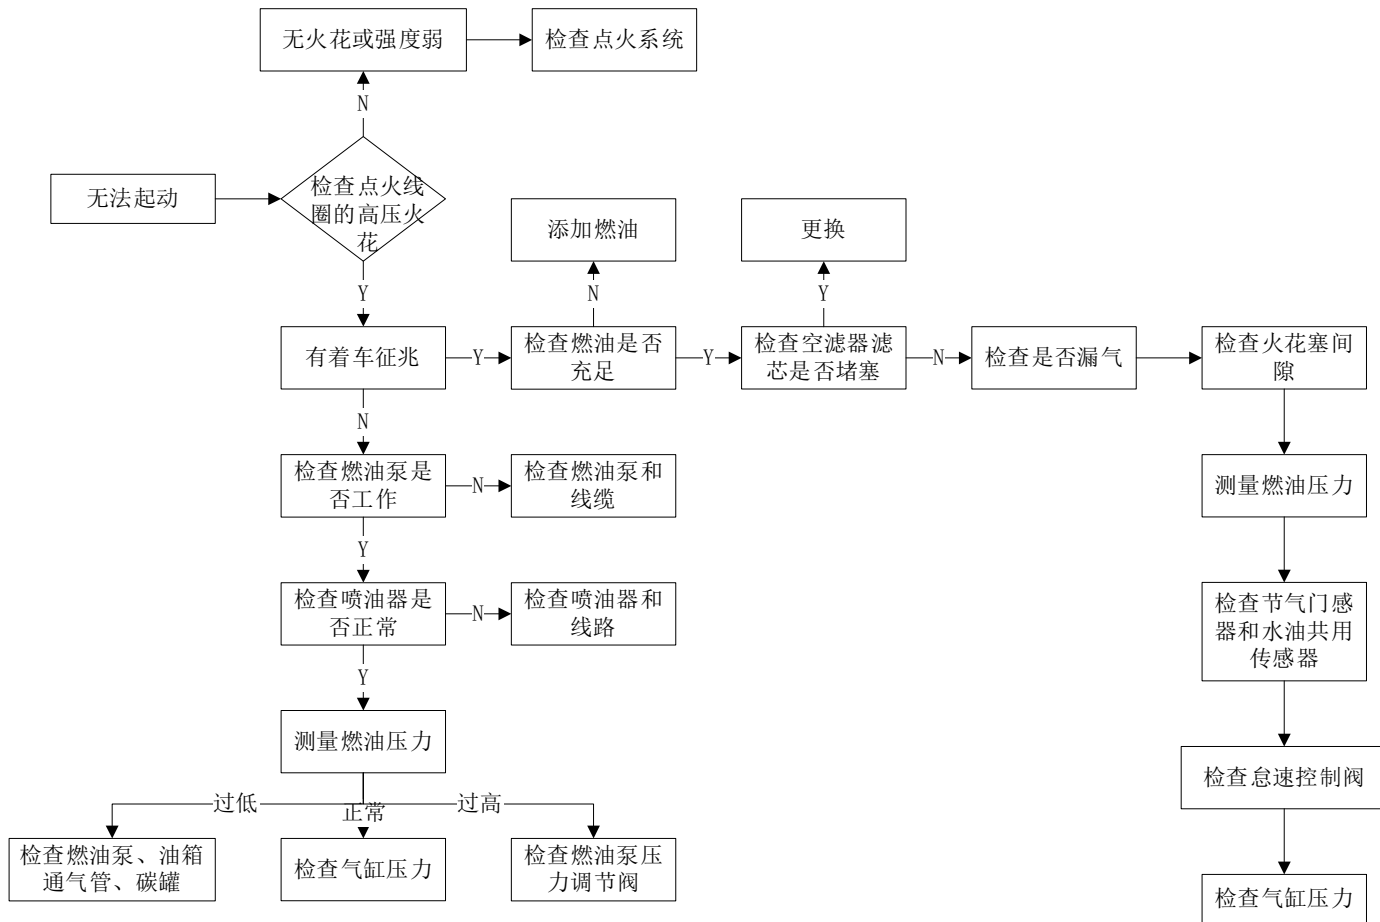 无火花或强度弱
检查点火系统
N
无法起动
检查点火线
圈的高压火
花
添加燃油
更换
Y
N
Y
有着车征兆
Y
检查燃油是否
充足
Y
检查空滤器滤
芯是否堵塞
N
检查是否漏气
检查火花塞间
隙
N
检查燃油泵是
否工作
N
检查燃油泵和
线缆
测量燃油压力
Y
检查喷油器是
否正常
N
检查喷油器和
线路
检查节气门感
器和水油共用
传感器
Y
测量燃油压力
检查怠速控制阀
过低
正常
过高
检查燃油泵、油箱
通气管、碳罐
检查气缸压力
检查燃油泵压
力调节阀
检查气缸压力